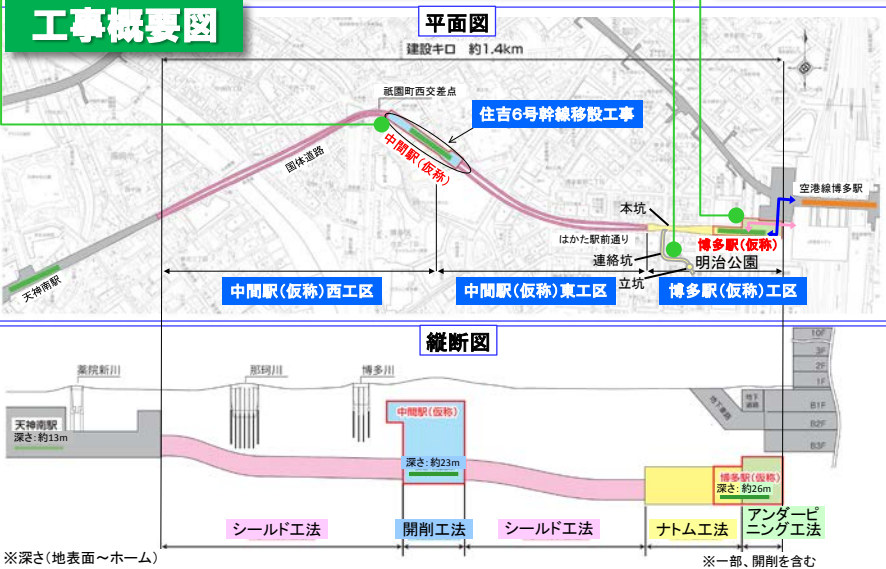 工事概要図
平面図
建設キロ 約1.4km
祇園町西交差点
住吉6号幹線移設工事
国体道路
中間駅(仮称)
空港線博多駅
本坑
はかた駅前通り
博多駅(仮称)
連絡坑
明治公園
立坑
天神南駅
中間駅(仮称)西工区
中間駅(仮称)東工区
博多駅(仮称)工区
縦断図
薬院新川
那珂川
博多川
10F
3F
2F
1F
B1F
B2F
B3F
地下街路
地下通路
天神南駅
深さ:約13m
中間駅(仮称)
深さ:約23m
博多駅(仮称)
深さ:約26m
シールド工法
開削工法
シールド工法
ナトム工法
アンダーピ
ニング工法
※深さ(地表面~ホーム)
※一部、開削を含む